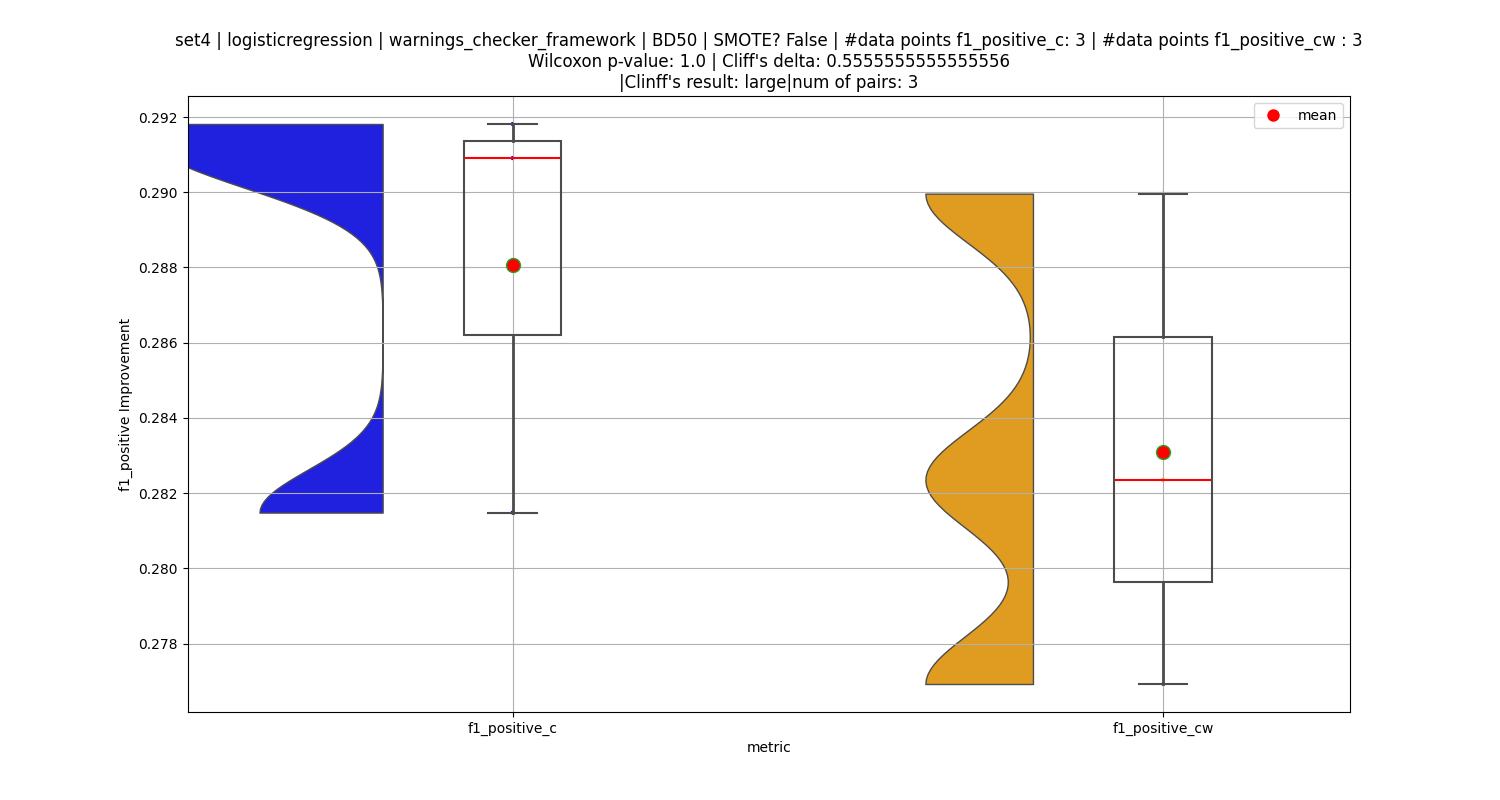 set4 | logisticregression | warnings_checker_framework | BD50 | SMOTE? False | #data points f1_positive_c: 3 | #data points f1_positive_cw : 3
Wilcoxon p-value: 1.0 | Cliff's delta: 0.5555555555555556
|Clinff's result: large|num of pairs: 3
mean
0.292
0.290
0.288
0.286
0.284
0.282
0.280
0.278
f1_positive Improvement
f1_positive_c
f1_positive_cw
metric